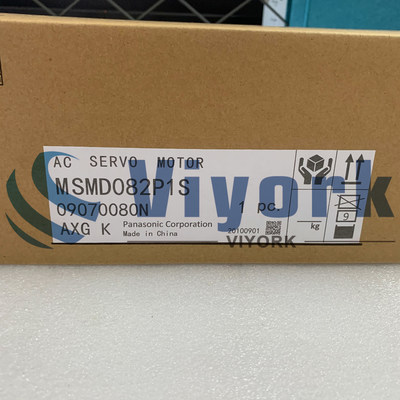 AC SERVO MOTOR
MSMD082P1S
09070080N 1 pc.
AXG K Panasonic Corporation
Made in China
20100901
kg
9
Viyork
VIYORK